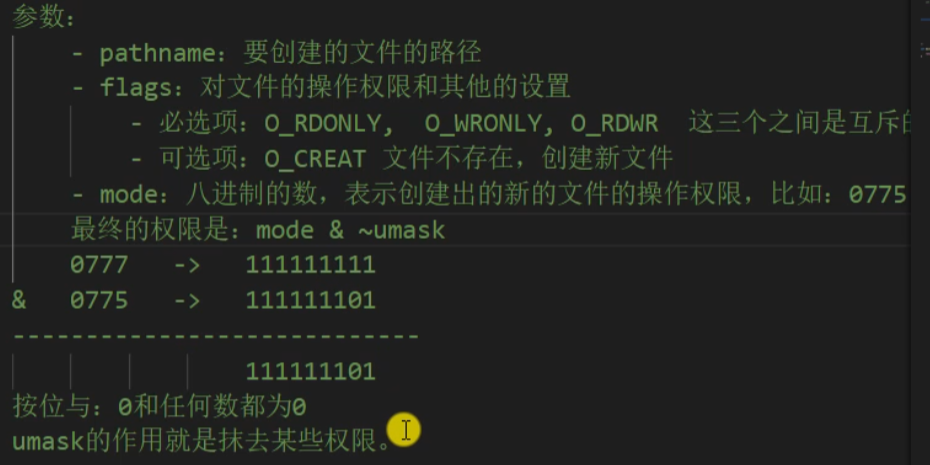 参数:
- pathname: 要创建的文件的路径
- flags: 对文件的操作权限和其他的设置
- 必选项: O_RDONLY, O_WRONLY, O_RDWR 这三个之间是互斥的
- 可选项: O_CREAT 文件不存在, 创建新文件
- mode: 八进制的数, 表示创建出的新的文件的操作权限, 比如: 0775
最终的权限是: mode & ~umask
0777 -> 111111111
& 0775 -> 111111101
----------------------------
111111101
按位与: 0和任何数都为0
umask的作用就是抹去某些权限。